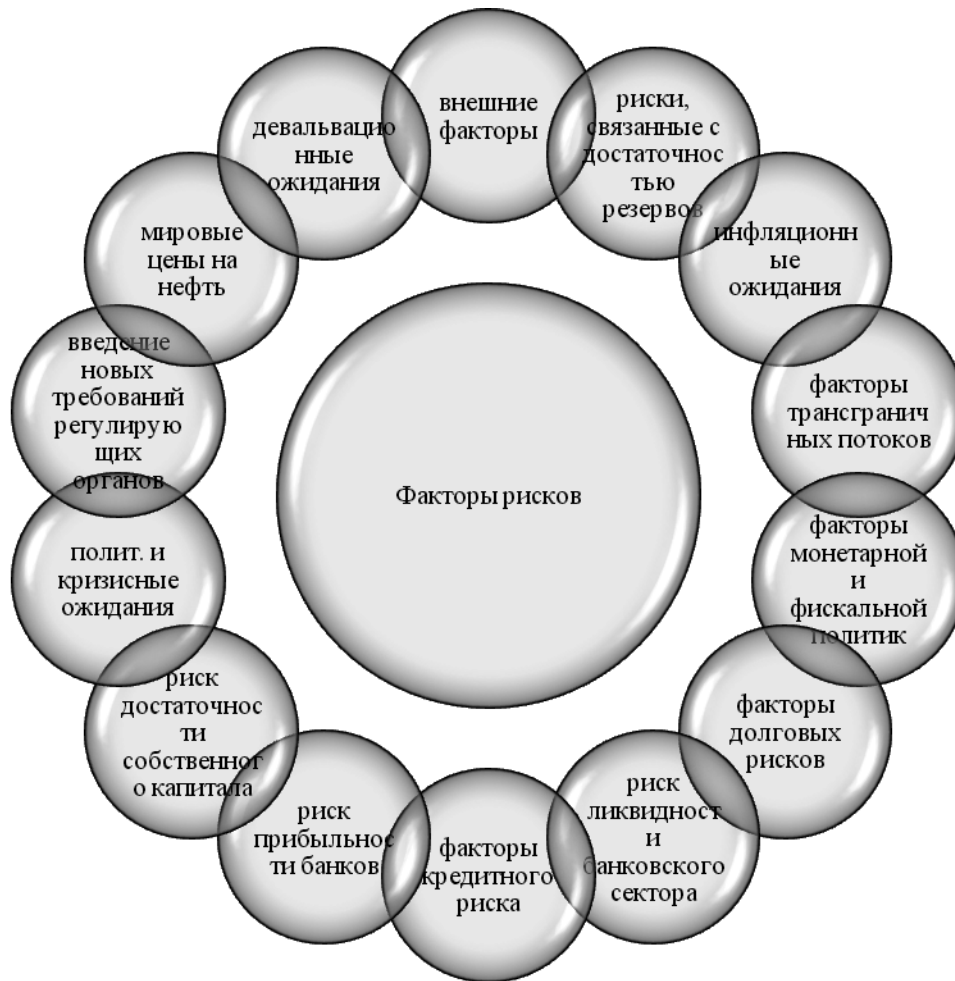 внешние
факторы
риски,
связанные с
достаточнос
тью
резервов
инфляционн
ые
ожидания
факторы
трансгранич
ных потоков
факторы
монетарной
и
фискальной
политик
факторы
долговых
рисков
риск
ликвидност
и
банковского
сектора
факторы
кредитного
риска
риск
прибыльнос
ти банков
риск
достаточнос
ти
собственног
о капитала
полит. и
кризисные
ожидания
введение
новых
требований
регулирую
щих
органов
мировые
цены на
нефть
девальвацио
нные
ожидания
Факторы рисков